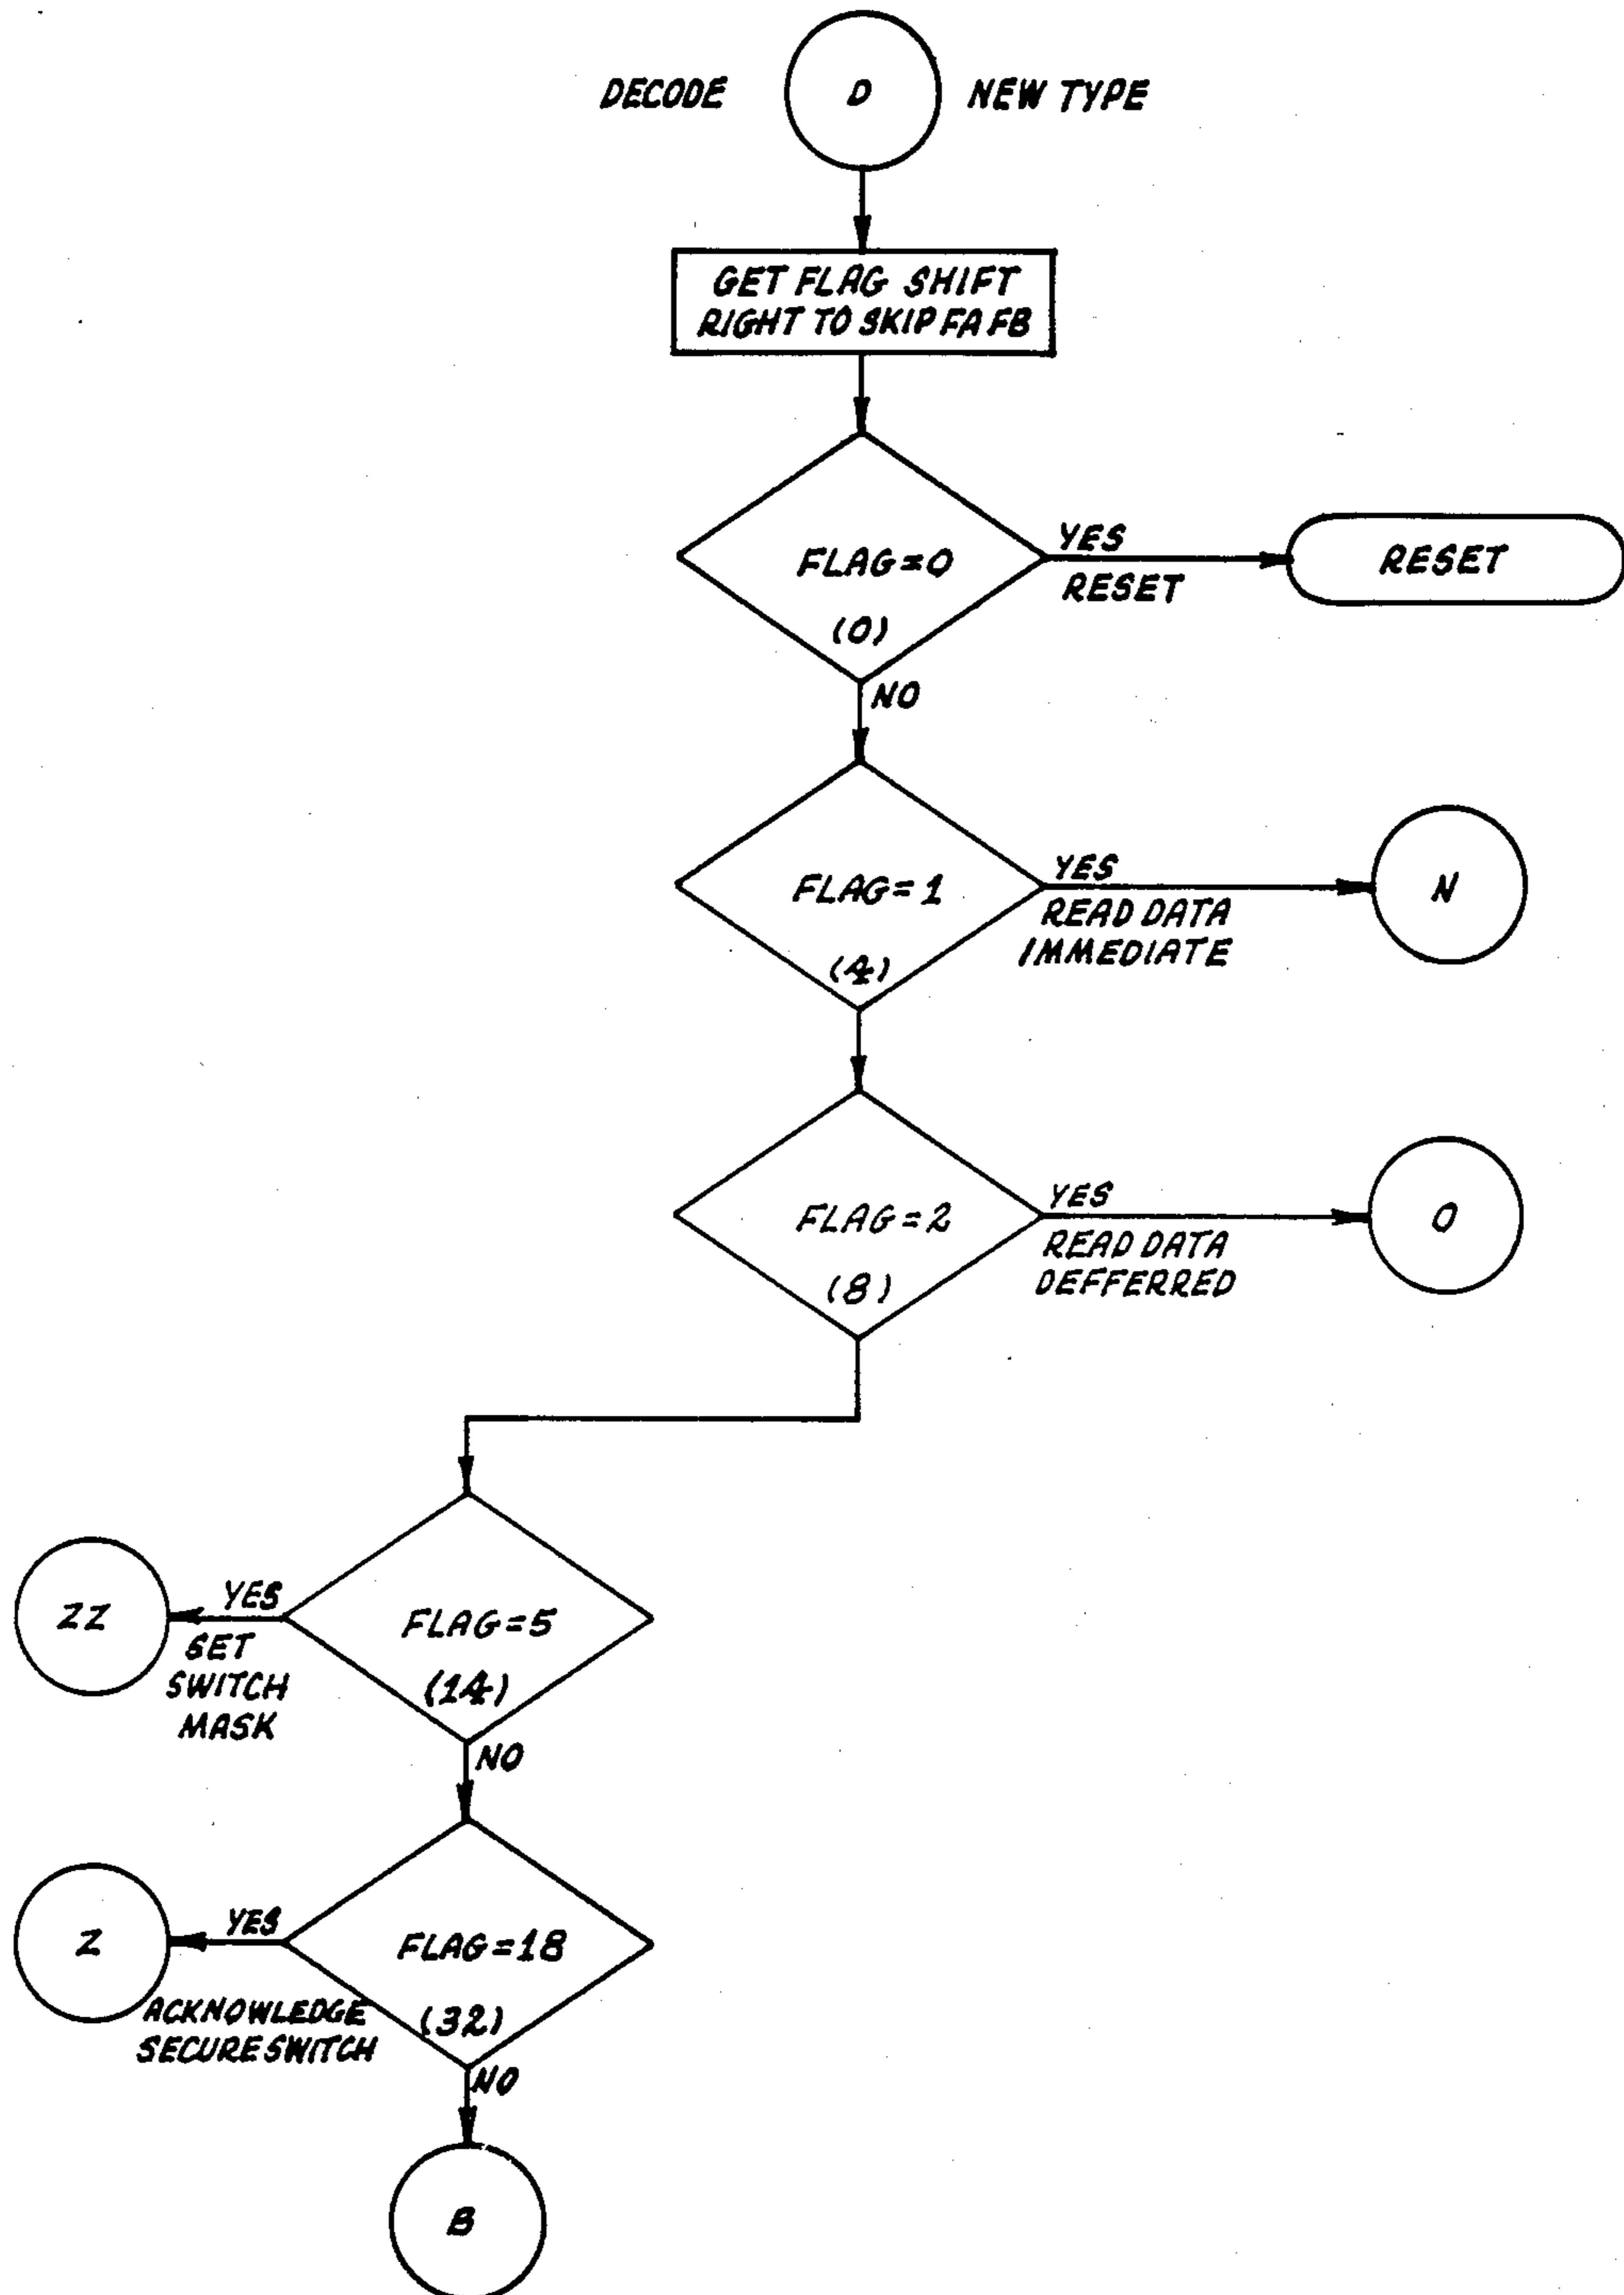 DECODE D NEW TYPE
GET FLAG SHIFT
RIGHT TO SKIP FA FB
FLAG=0
(0)
YES
RESET
RESET
NO
FLAG=1
(4)
YES
READ DATA
IMMEDIATE
N
FLAG=2
(8)
YES
READ DATA
DEFFERRED
O
ZZ
YES
SET
SWITCH
MASK
FLAG=5
(14)
NO
Z
YES
ACKNOWLEDGE
SECURE SWITCH
FLAG=18
(32)
NO
B